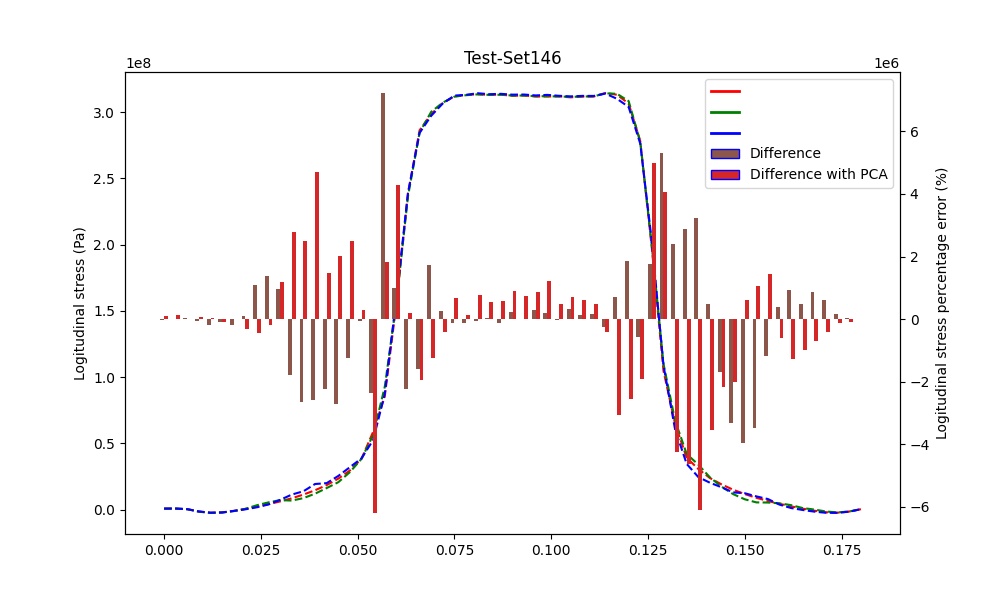 Test-Set146
1e8
1e6
Difference
Difference with PCA
Logitudinal stress (Pa)
3.0
2.5
2.0
1.5
1.0
0.5
0.0
6
4
2
0
−2
−4
−6
Logitudinal stress percentage error (%)
0.000 0.025 0.050 0.075 0.100 0.125 0.150 0.175